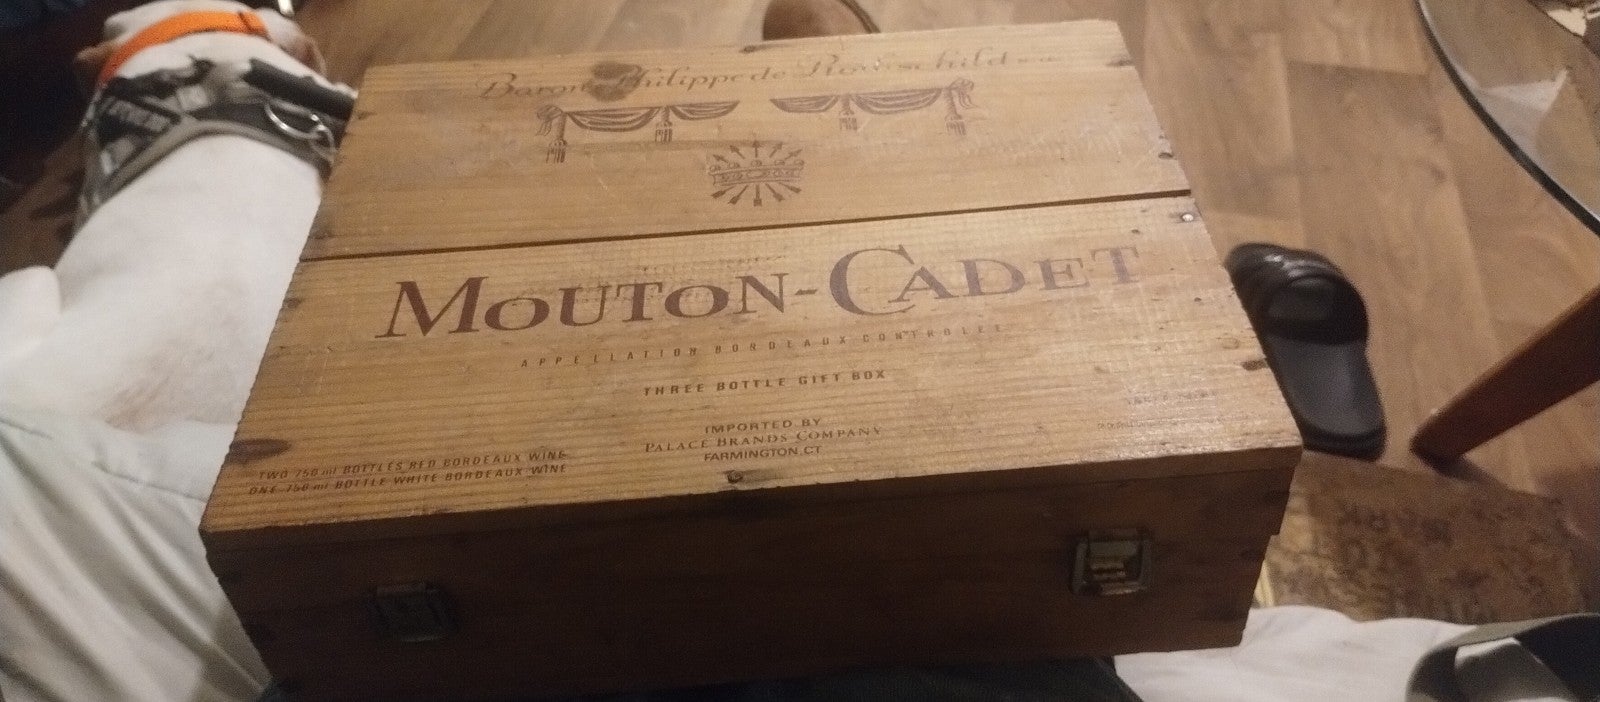 Baron Philippe de Rothschild
MOUTON-CADET
APPELLATION BORDEAUX CONTROLEE
THREE BOTTLE GIFT BOX
IMPORTED BY
PALACE BRANDS COMPANY
FARMINGTON, CT
TWO 750 ml BOTTLES RED BORDEAUX WINE
ONE 750 ml BOTTLE WHITE BORDEAUX WINE